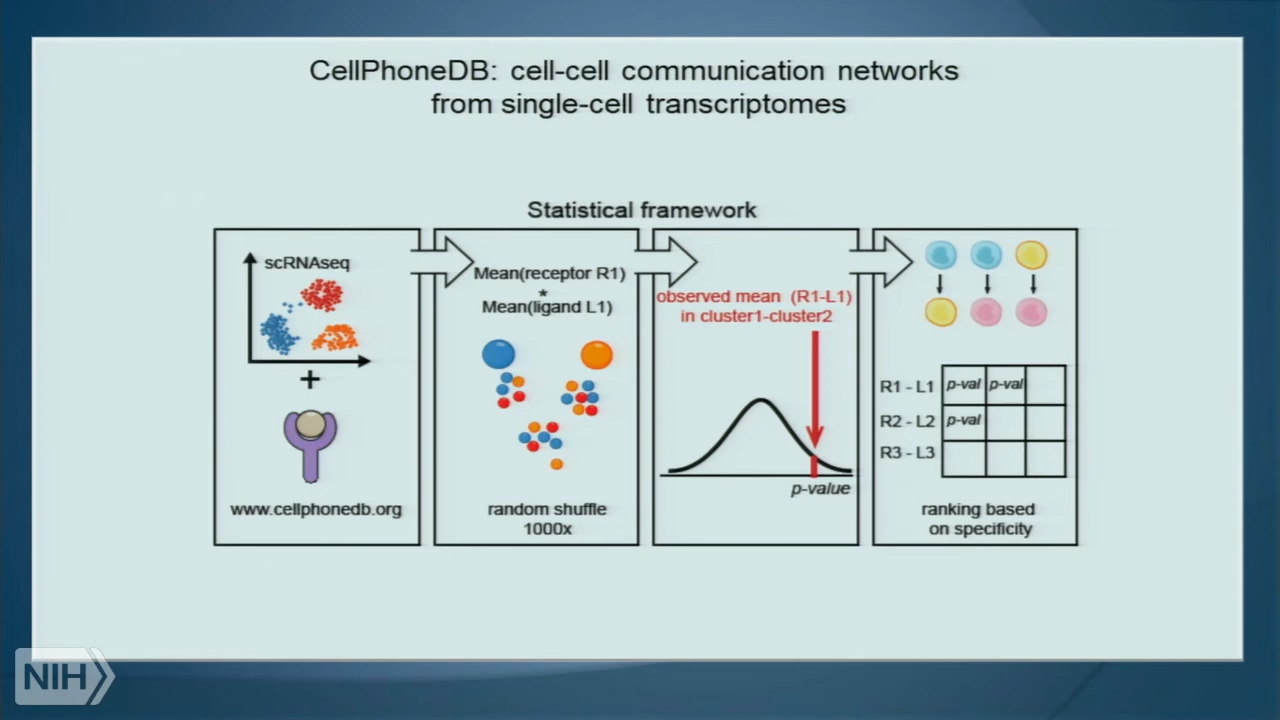 CellPhoneDB: cell-cell communication networks
from single-cell transcriptomes
Statistical framework
scRNAseq
+
www.cellphonedb.org
Mean(receptor R1)
*
Mean(ligand L1)
random shuffle
1000x
observed mean (R1-L1)
in cluster1-cluster2
p-value
R1 - L1 p-val p-val
R2 - L2 p-val
R3 - L3
ranking based
on specificity
NIH